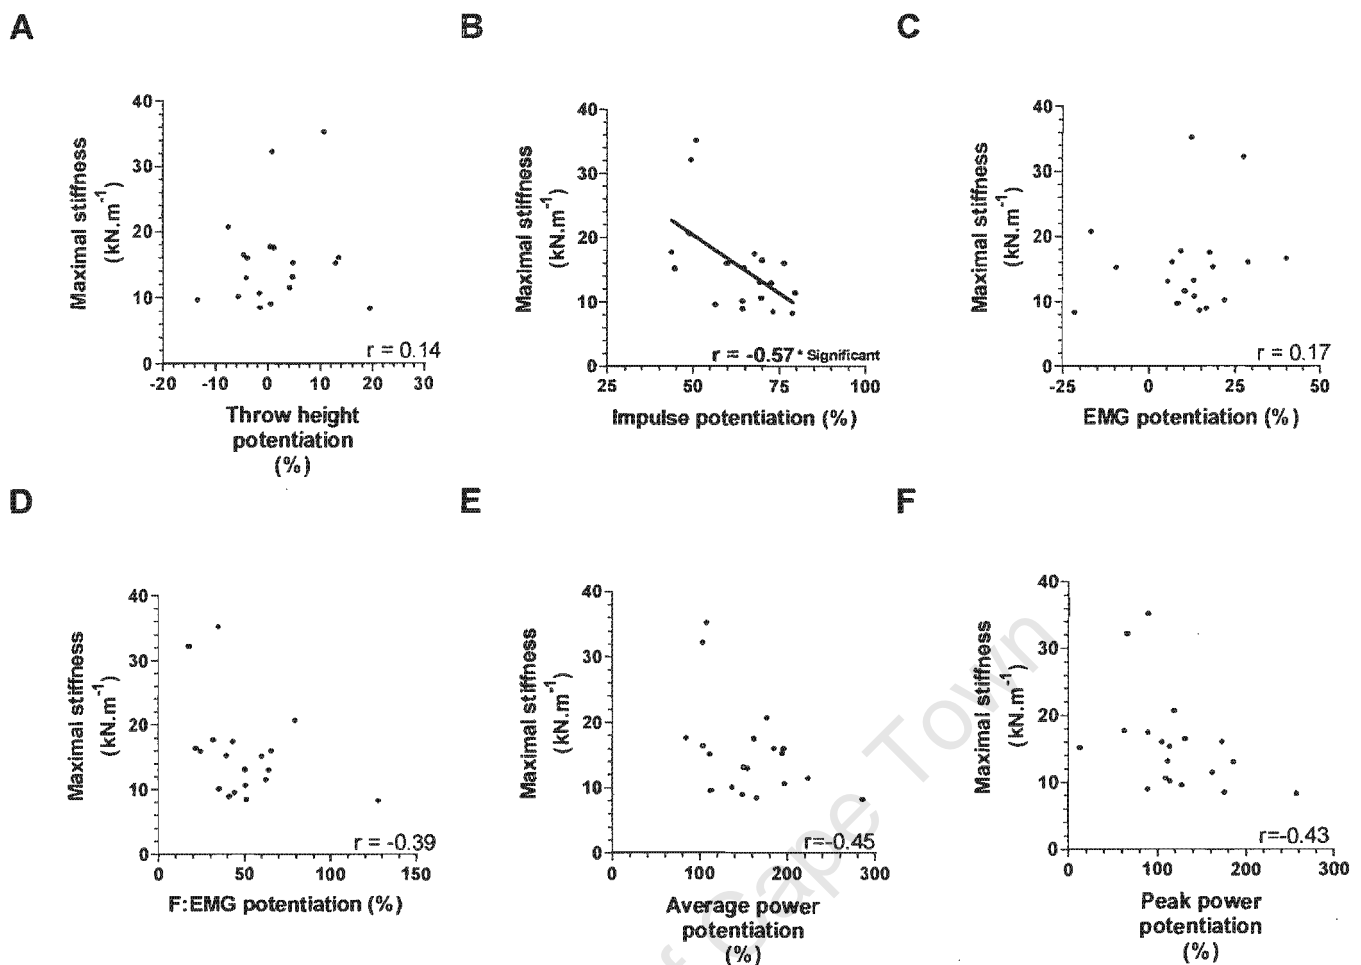 A
B
C
Maximal stiffness
(kN.m-1)
40
30
20
10
0
-20
-10
0
10
20
30
r = 0.14
Throw height
potentiation
(%)
Maximal stiffness
(kN.m-1)
40
30
20
10
0
25
50
75
100
r = -0.57* Significant
Impulse potentiation (%)
Maximal stiffness
(kN.m-1)
40
30
20
10
0
-25
0
25
50
r = 0.17
EMG potentiation (%)
D
E
F
Maximal stiffness
(kN.m-1)
40
30
20
10
0
0
50
100
150
r = -0.39
F:EMG potentiation (%)
Maximal stiffness
(kN.m-1)
40
30
20
10
0
0
100
200
300
r=-0.45
Average power
potentiation
(%)
Maximal stiffness
(kN.m-1)
40
30
20
10
0
0
100
200
300
r=-0.43
Peak power
potentiation
(%)
Cape Town